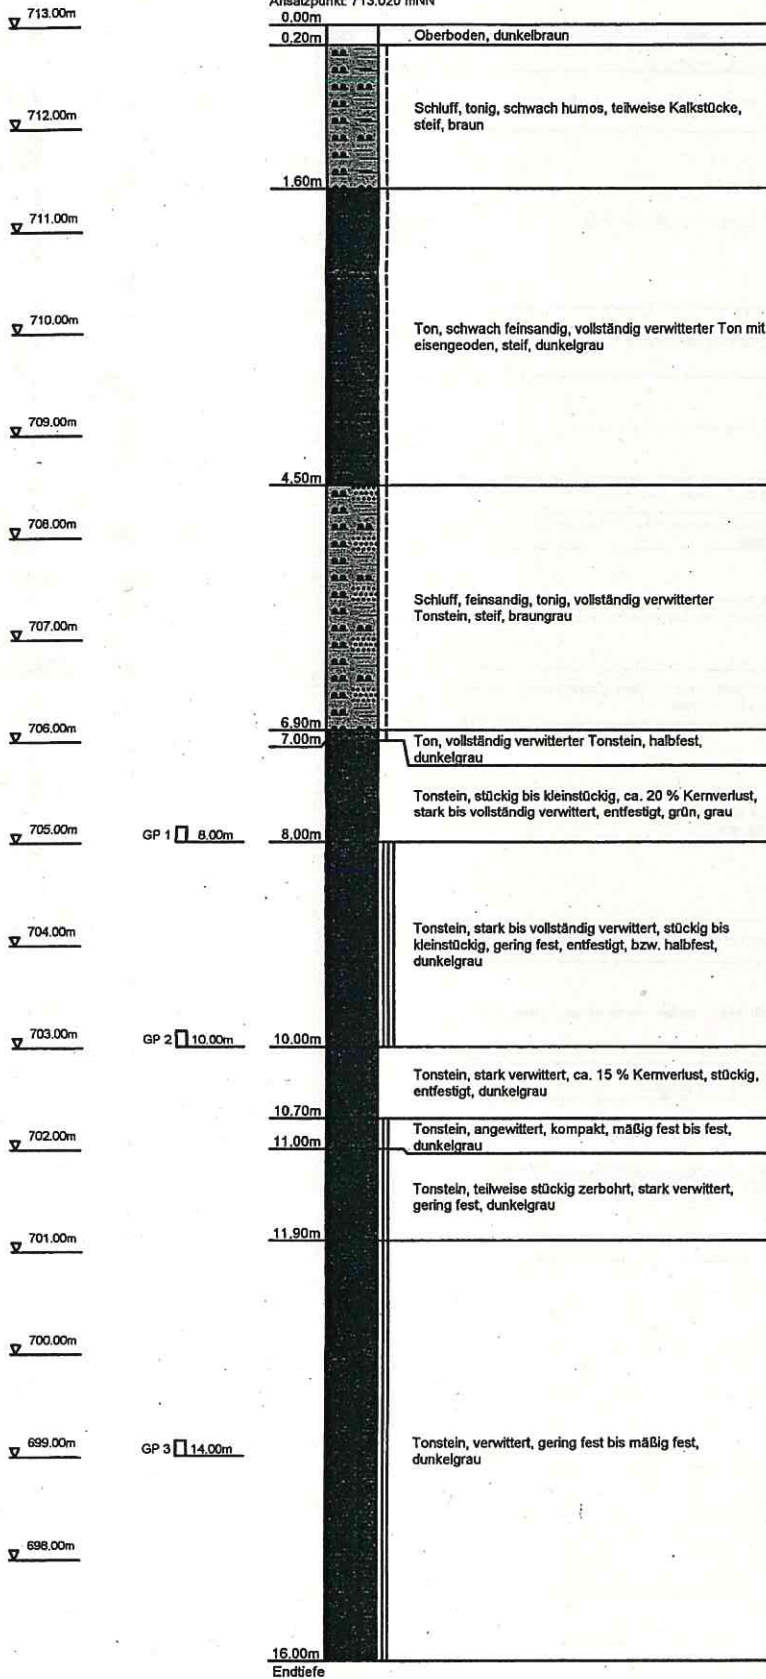 Ansatzpunkt: 713.020 mNN
713.00m
0.00m
0.20m
Oberboden, dunkelbraun
712.00m
Schluff, tonig, schwach humos, teilweise Kalkstücke,
steif, braun
1.60m
711.00m
710.00m
Ton, schwach feinsandig, vollständig verwitterter Ton mit
eisengeoden, steif, dunkelgrau
709.00m
4.50m
708.00m
Schluff, feinsandig, tonig, vollständig verwitterter
Tonstein, steif, braungrau
707.00m
6.90m
706.00m
7.00m
Ton, vollständig verwitterter Tonstein, halbfest,
dunkelgrau
Tonstein, stückig bis kleinstückig, ca. 20 % Kernverlust,
stark bis vollständig verwittert, entfestigt, grün, grau
705.00m
GP 1 8.00m
8.00m
704.00m
Tonstein, stark bis vollständig verwittert, stückig bis
kleinstückig, gering fest, entfestigt, bzw. halbfest,
dunkelgrau
703.00m
GP 2 10.00m
10.00m
Tonstein, stark verwittert, ca. 15 % Kernverlust, stückig,
entfestigt, dunkelgrau
10.70m
702.00m
11.00m
Tonstein, angewittert, kompakt, mäßig fest bis fest,
dunkelgrau
Tonstein, teilweise stückig zerbohrt, stark verwittert,
gering fest, dunkelgrau
701.00m
11.90m
700.00m
699.00m
GP 3 14.00m
Tonstein, verwittert, gering fest bis mäßig fest,
dunkelgrau
698.00m
16.00m
Endtiefe